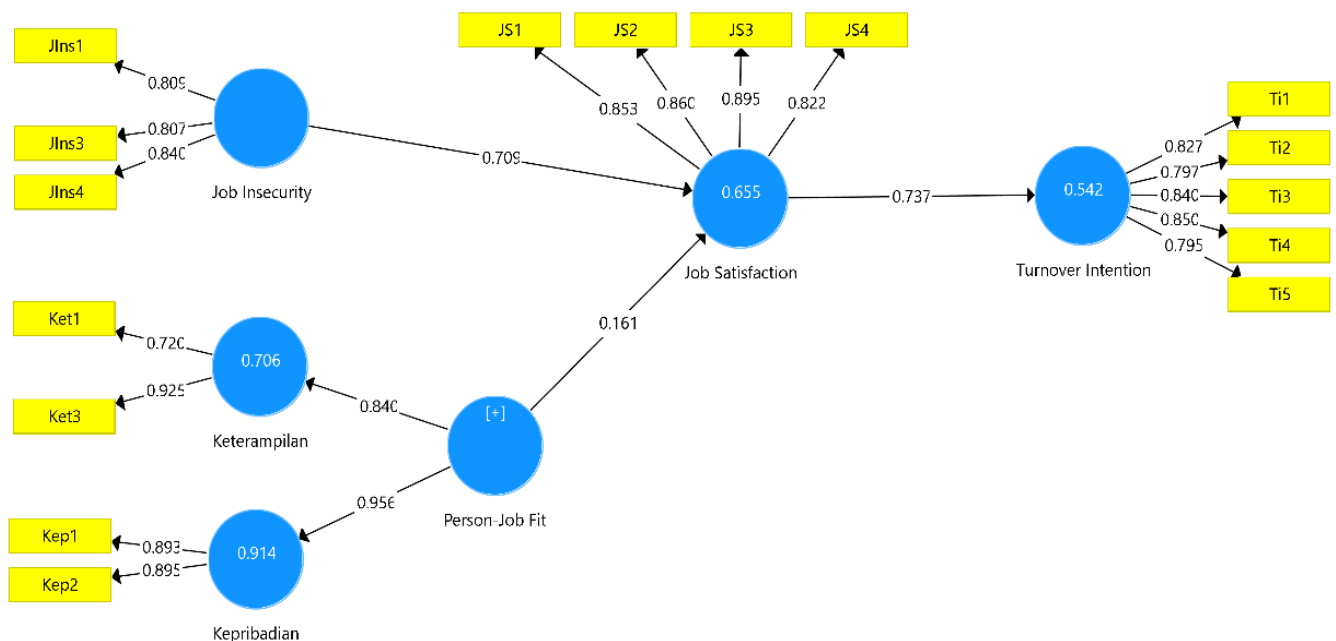 JS1
JS2
JS3
JS4
JIns1
0.809
JIns3
0.807
JIns4
0.840
Job Insecurity
0.853
0.860
0.895
0.822
0.709
0.655
Job Satisfaction
0.737
0.542
Turnover Intention
Ti1
0.827
Ti2
0.797
Ti3
0.840
Ti4
0.850
Ti5
0.795
0.161
Ket1
0.720
Ket3
0.925
0.706
Keterampilan
0.840
[+]
Person-Job Fit
0.956
Kep1
0.893
Kep2
0.895
0.914
Kepribadian